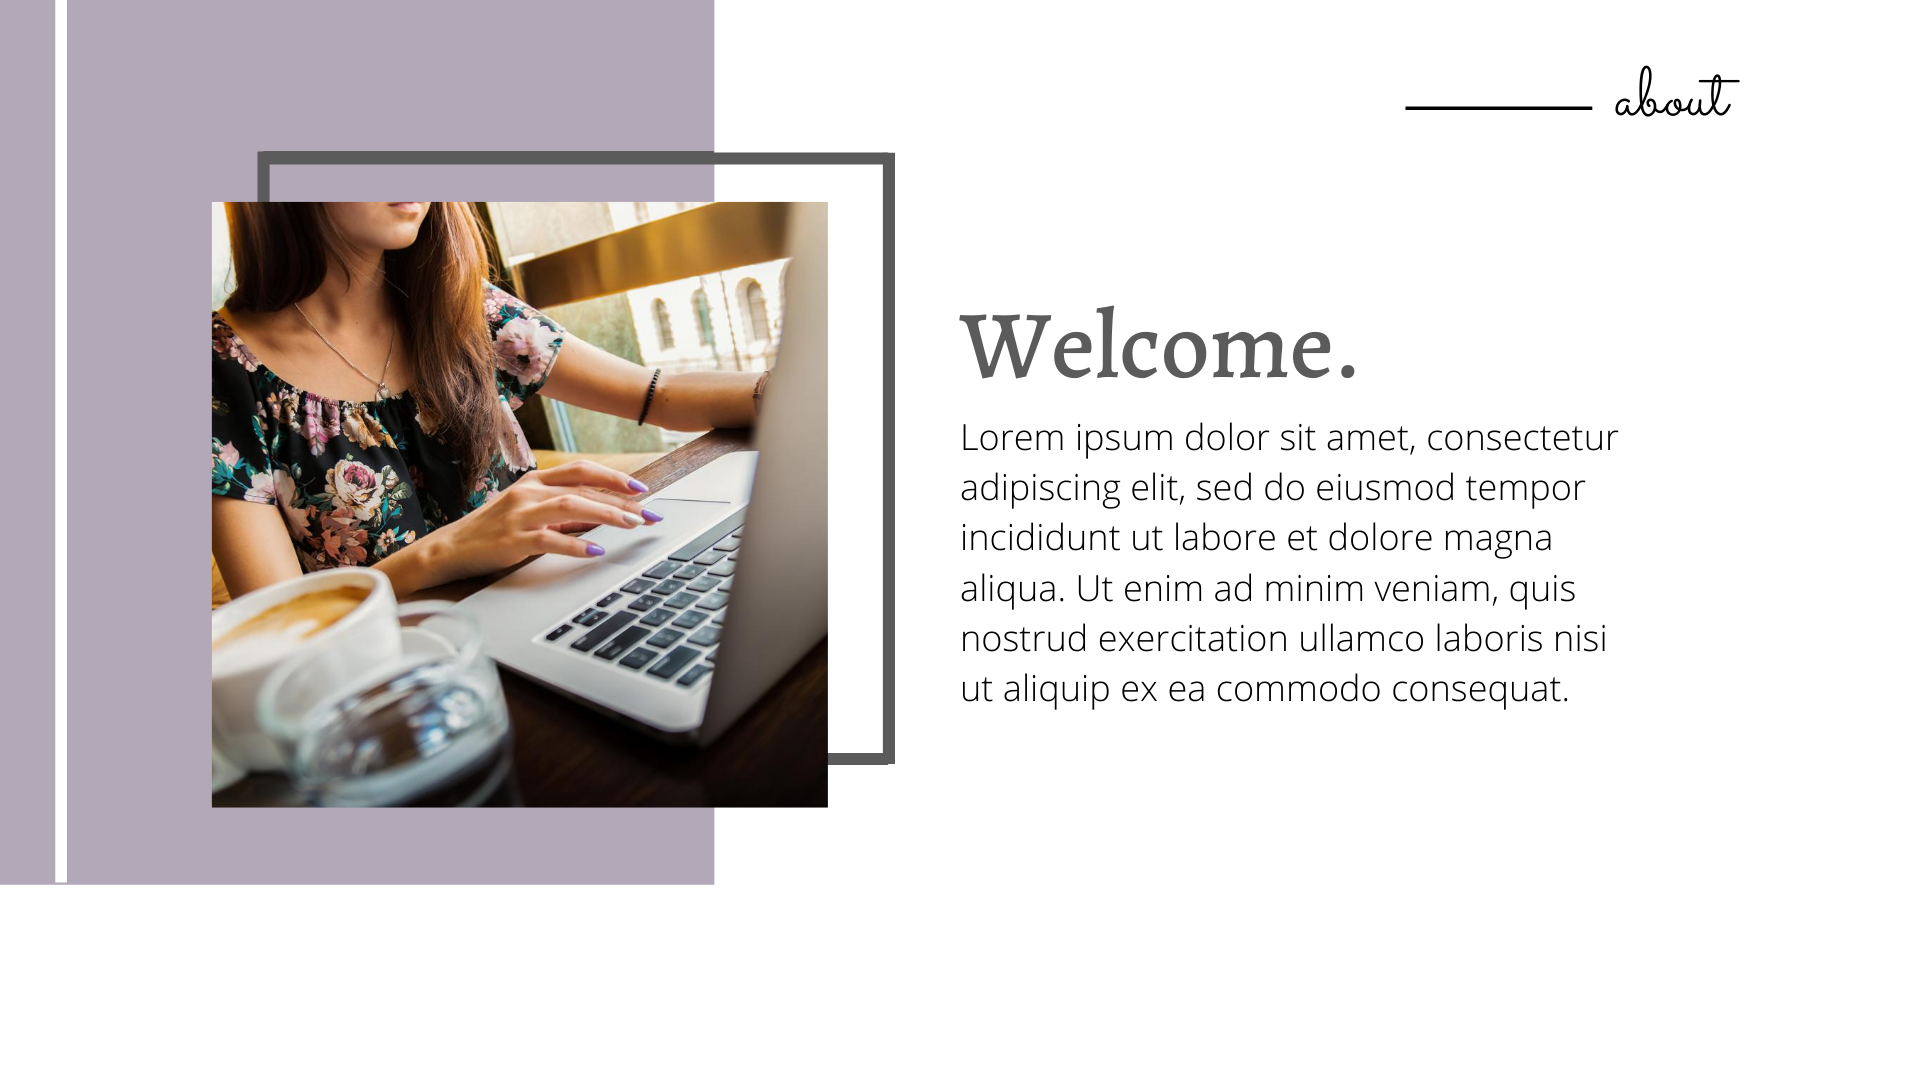 about
Welcome.
Lorem ipsum dolor sit amet, consectetur
adipiscing elit, sed do eiusmod tempor
incididunt ut labore et dolore magna
aliqua. Ut enim ad minim veniam, quis
nostrud exercitation ullamco laboris nisi
ut aliquip ex ea commodo consequat.